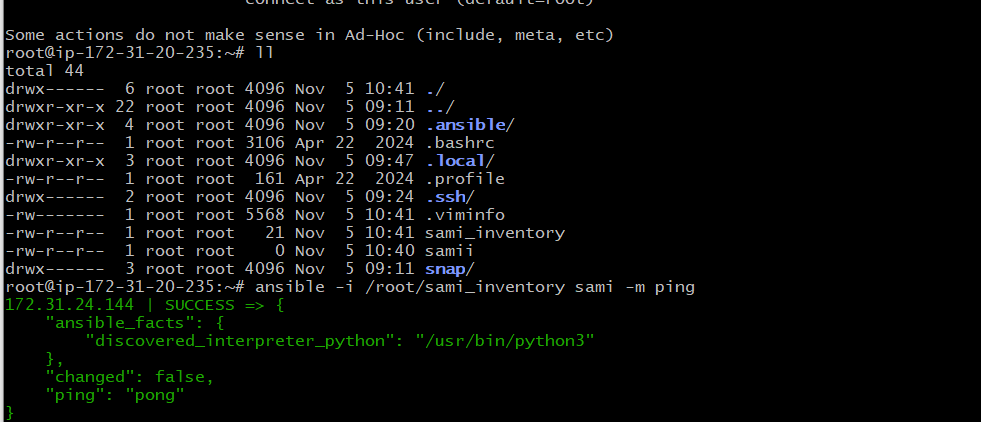 connect as this user (default=root)
Some actions do not make sense in Ad-Hoc (include, meta, etc)
root@ip-172-31-20-235:~# ll
total 44
drwx------  6 root root 4096 Nov  5 10:41 ./
drwxr-xr-x 22 root root 4096 Nov  5 09:11 ../
drwxr-xr-x  4 root root 4096 Nov  5 09:20 .ansible/
-rw-r--r--  1 root root 3106 Apr 22  2024 .bashrc
drwxr-xr-x  3 root root 4096 Nov  5 09:47 .local/
-rw-r--r--  1 root root  161 Apr 22  2024 .profile
drwx------  2 root root 4096 Nov  5 09:24 .ssh/
-rw-------  1 root root 5568 Nov  5 10:41 .viminfo
-rw-r--r--  1 root root   21 Nov  5 10:41 sami_inventory
-rw-r--r--  1 root root    0 Nov  5 10:40 samii
drwx------  3 root root 4096 Nov  5 09:11 snap/
root@ip-172-31-20-235:~# ansible -i /root/sami_inventory sami -m ping
172.31.24.144 | SUCCESS => {
    "ansible_facts": {
        "discovered_interpreter_python": "/usr/bin/python3"
    },
    "changed": false,
    "ping": "pong"
}